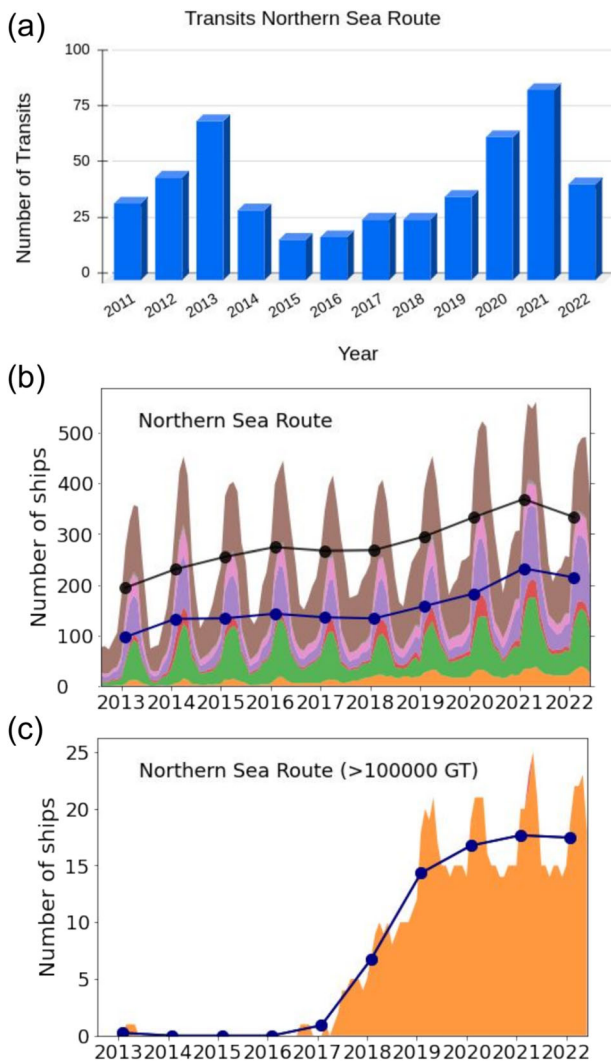 (a)
Transits Northern Sea Route
Number of Transits
100
75
50
25
0
2011 2012 2013 2014 2015 2016 2017 2018 2019 2020 2021 2022
Year
(b)
Northern Sea Route
Number of ships
500
400
300
200
100
0
2013 2014 2015 2016 2017 2018 2019 2020 2021 2022
(c)
Northern Sea Route (>100000 GT)
Number of ships
25
20
15
10
5
0
2013 2014 2015 2016 2017 2018 2019 2020 2021 2022